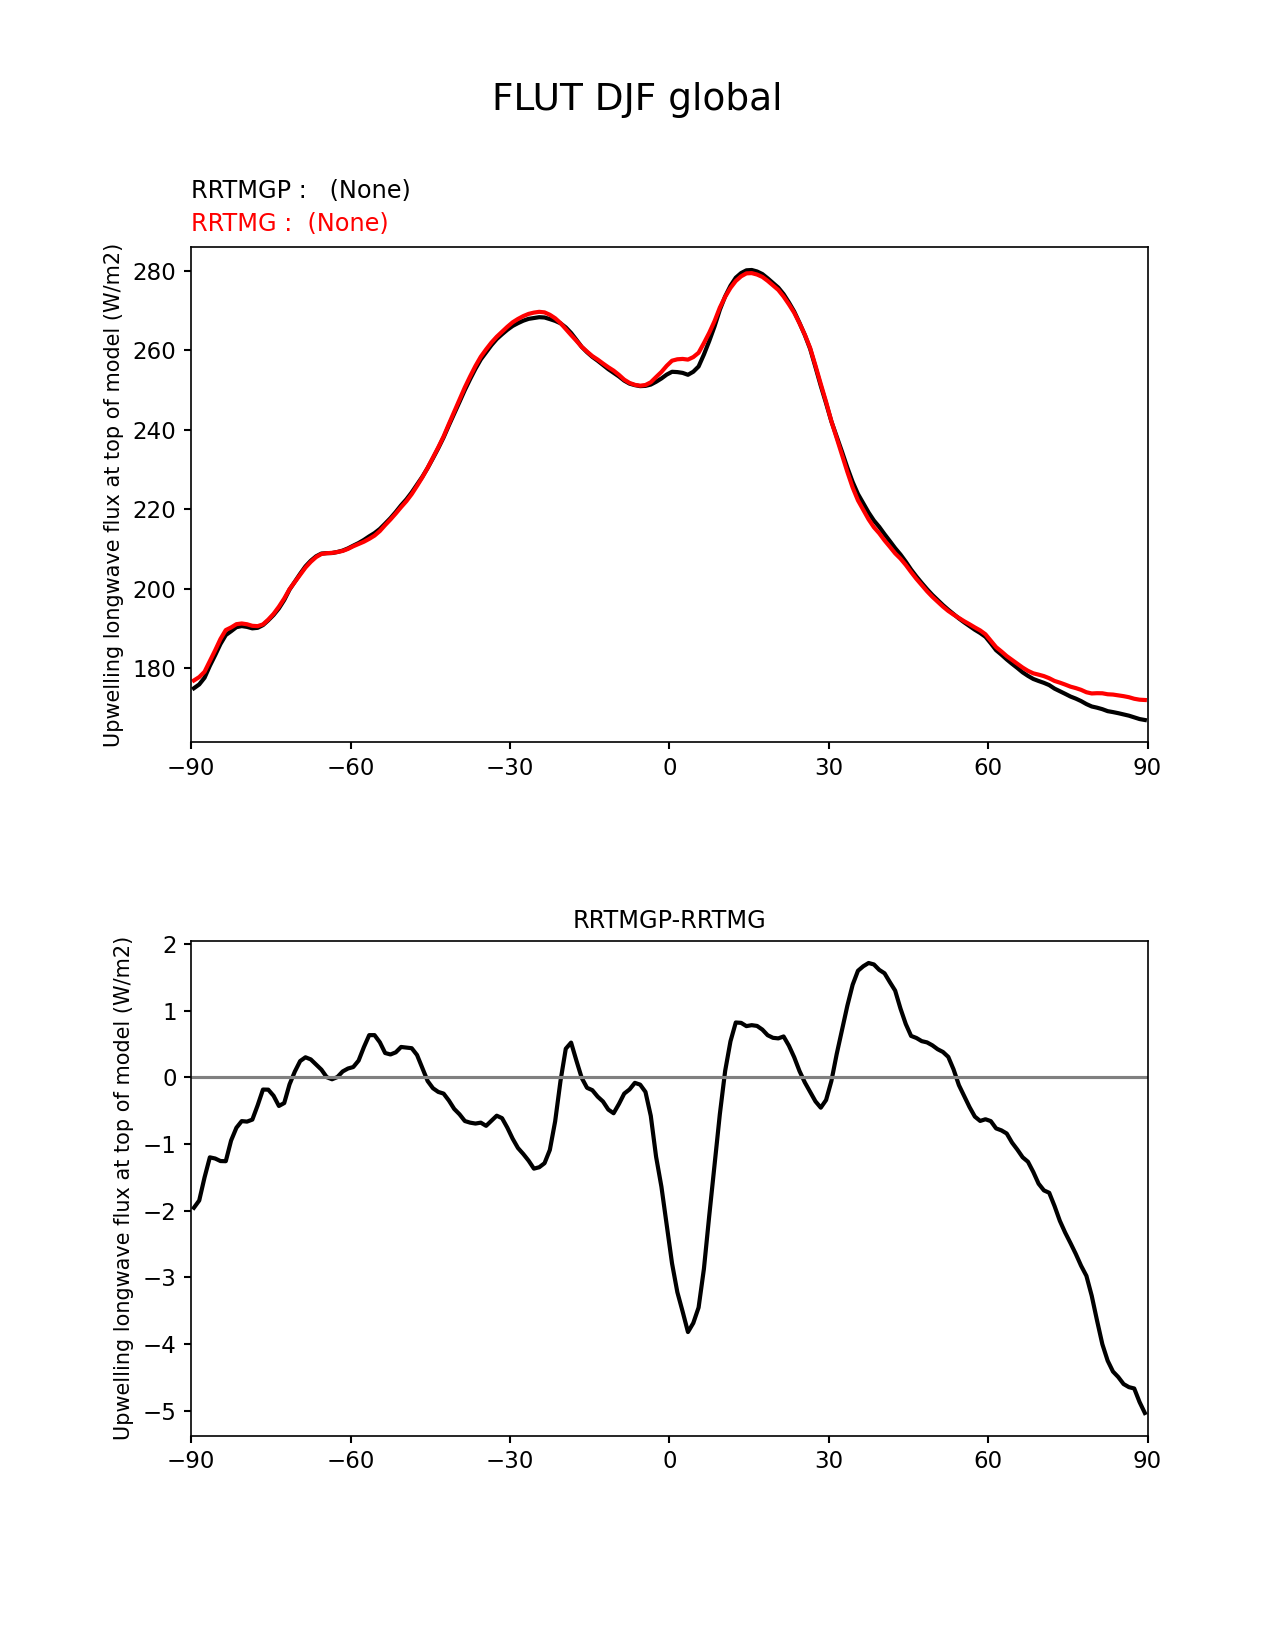 FLUT DJF global
RRTMGP :   (None)
RRTMG :  (None)
Upwelling longwave flux at top of model (W/m2)
280
260
240
220
200
180
−90 −60 −30 0 30 60 90
RRTMGP-RRTMG
Upwelling longwave flux at top of model (W/m2)
2
1
0
−1
−2
−3
−4
−5
−90 −60 −30 0 30 60 90